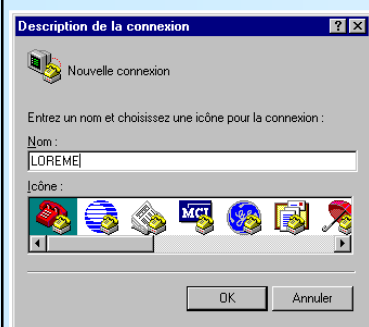 Description de la connexion
Nouvelle connexion
Entrez un nom et choisissez une icône pour la connexion :
Nom :
LOREME
Icône :
MCI
OK
Annuler